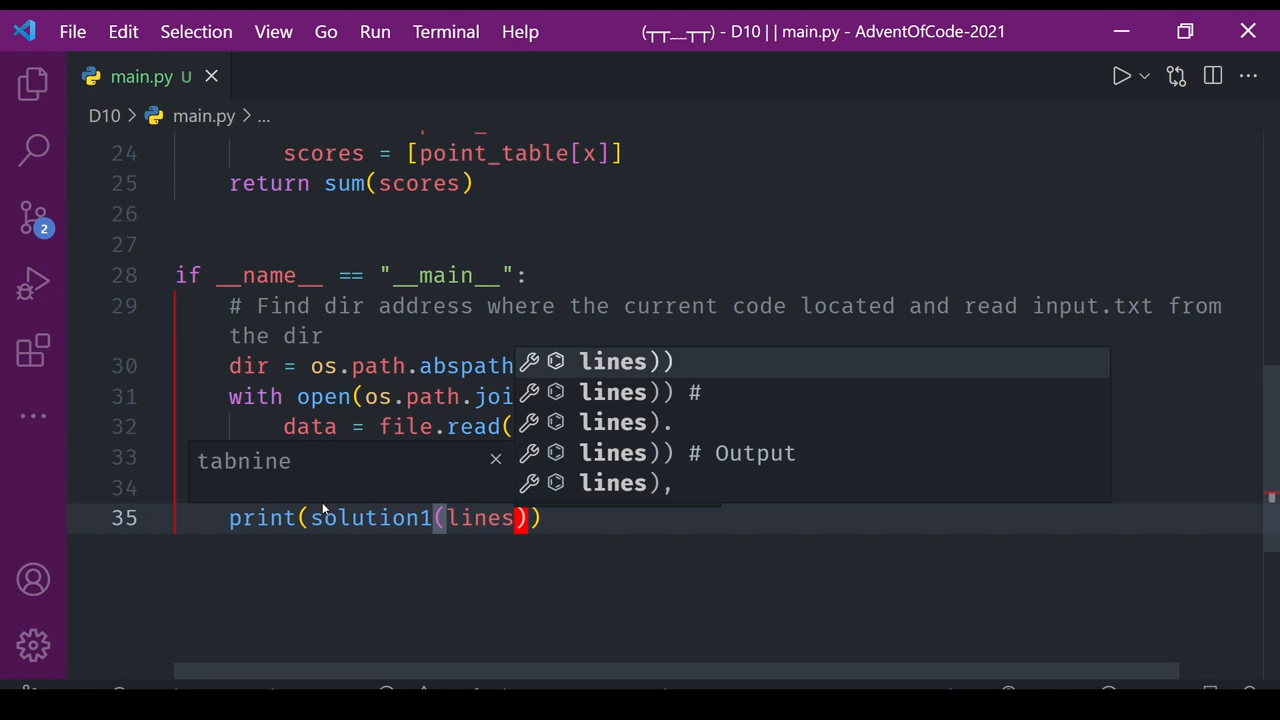 File Edit Selection View Go Run Terminal Help (┬┬﹏┬┬) - D10 | | main.py - AdventOfCode-2021
main.py U
D10 > main.py > ...
24 scores = [point_table[x]]
25 return sum(scores)
26
27
28 if __name__ == "__main__":
29 # Find dir address where the current code located and read input.txt from
the dir
30 dir = os.path.abspath
31 with open(os.path.joi
32 data = file.read(
33
34
35 print(solution1(lines))
lines))
lines)) #
lines).
lines)) # Output
lines),
tabnine
2